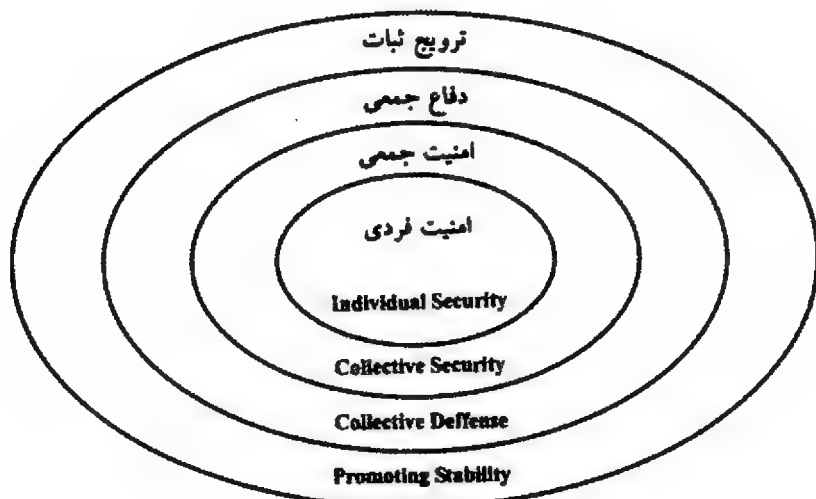 ترویج ثبات
دفاع جمعی
امنیت جمعی
امنیت فردی
Individual Security
Collective Security
Collective Deffense
Promoting Stability